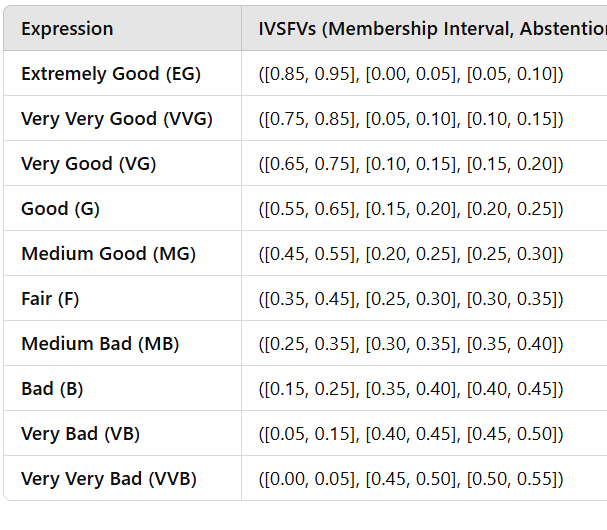 Expression IVSFVs (Membership Interval,
Extremely Good (EG) ([0.85, 0.95], [0.00, 0.05], [0.05, 0.10])
Very Very Good (VVG) ([0.75, 0.85], [0.05, 0.10], [0.10, 0.15])
Very Good (VG) ([0.65, 0.75], [0.10, 0.15], [0.15, 0.20])
Good (G) ([0.55, 0.65], [0.15, 0.20], [0.20, 0.25])
Medium Good (MG) ([0.45, 0.55], [0.20, 0.25], [0.25, 0.30])
Fair (F) ([0.35, 0.45], [0.25, 0.30], [0.30, 0.35])
Medium Bad (MB) ([0.25, 0.35], [0.30, 0.35], [0.35, 0.40])
Bad (B) ([0.15, 0.25], [0.35, 0.40], [0.40, 0.45])
Very Bad (VB) ([0.05, 0.15], [0.40, 0.45], [0.45, 0.50])
Very Very Bad (VVB) ([0.00, 0.05], [0.45, 0.50], [0.50, 0.55])